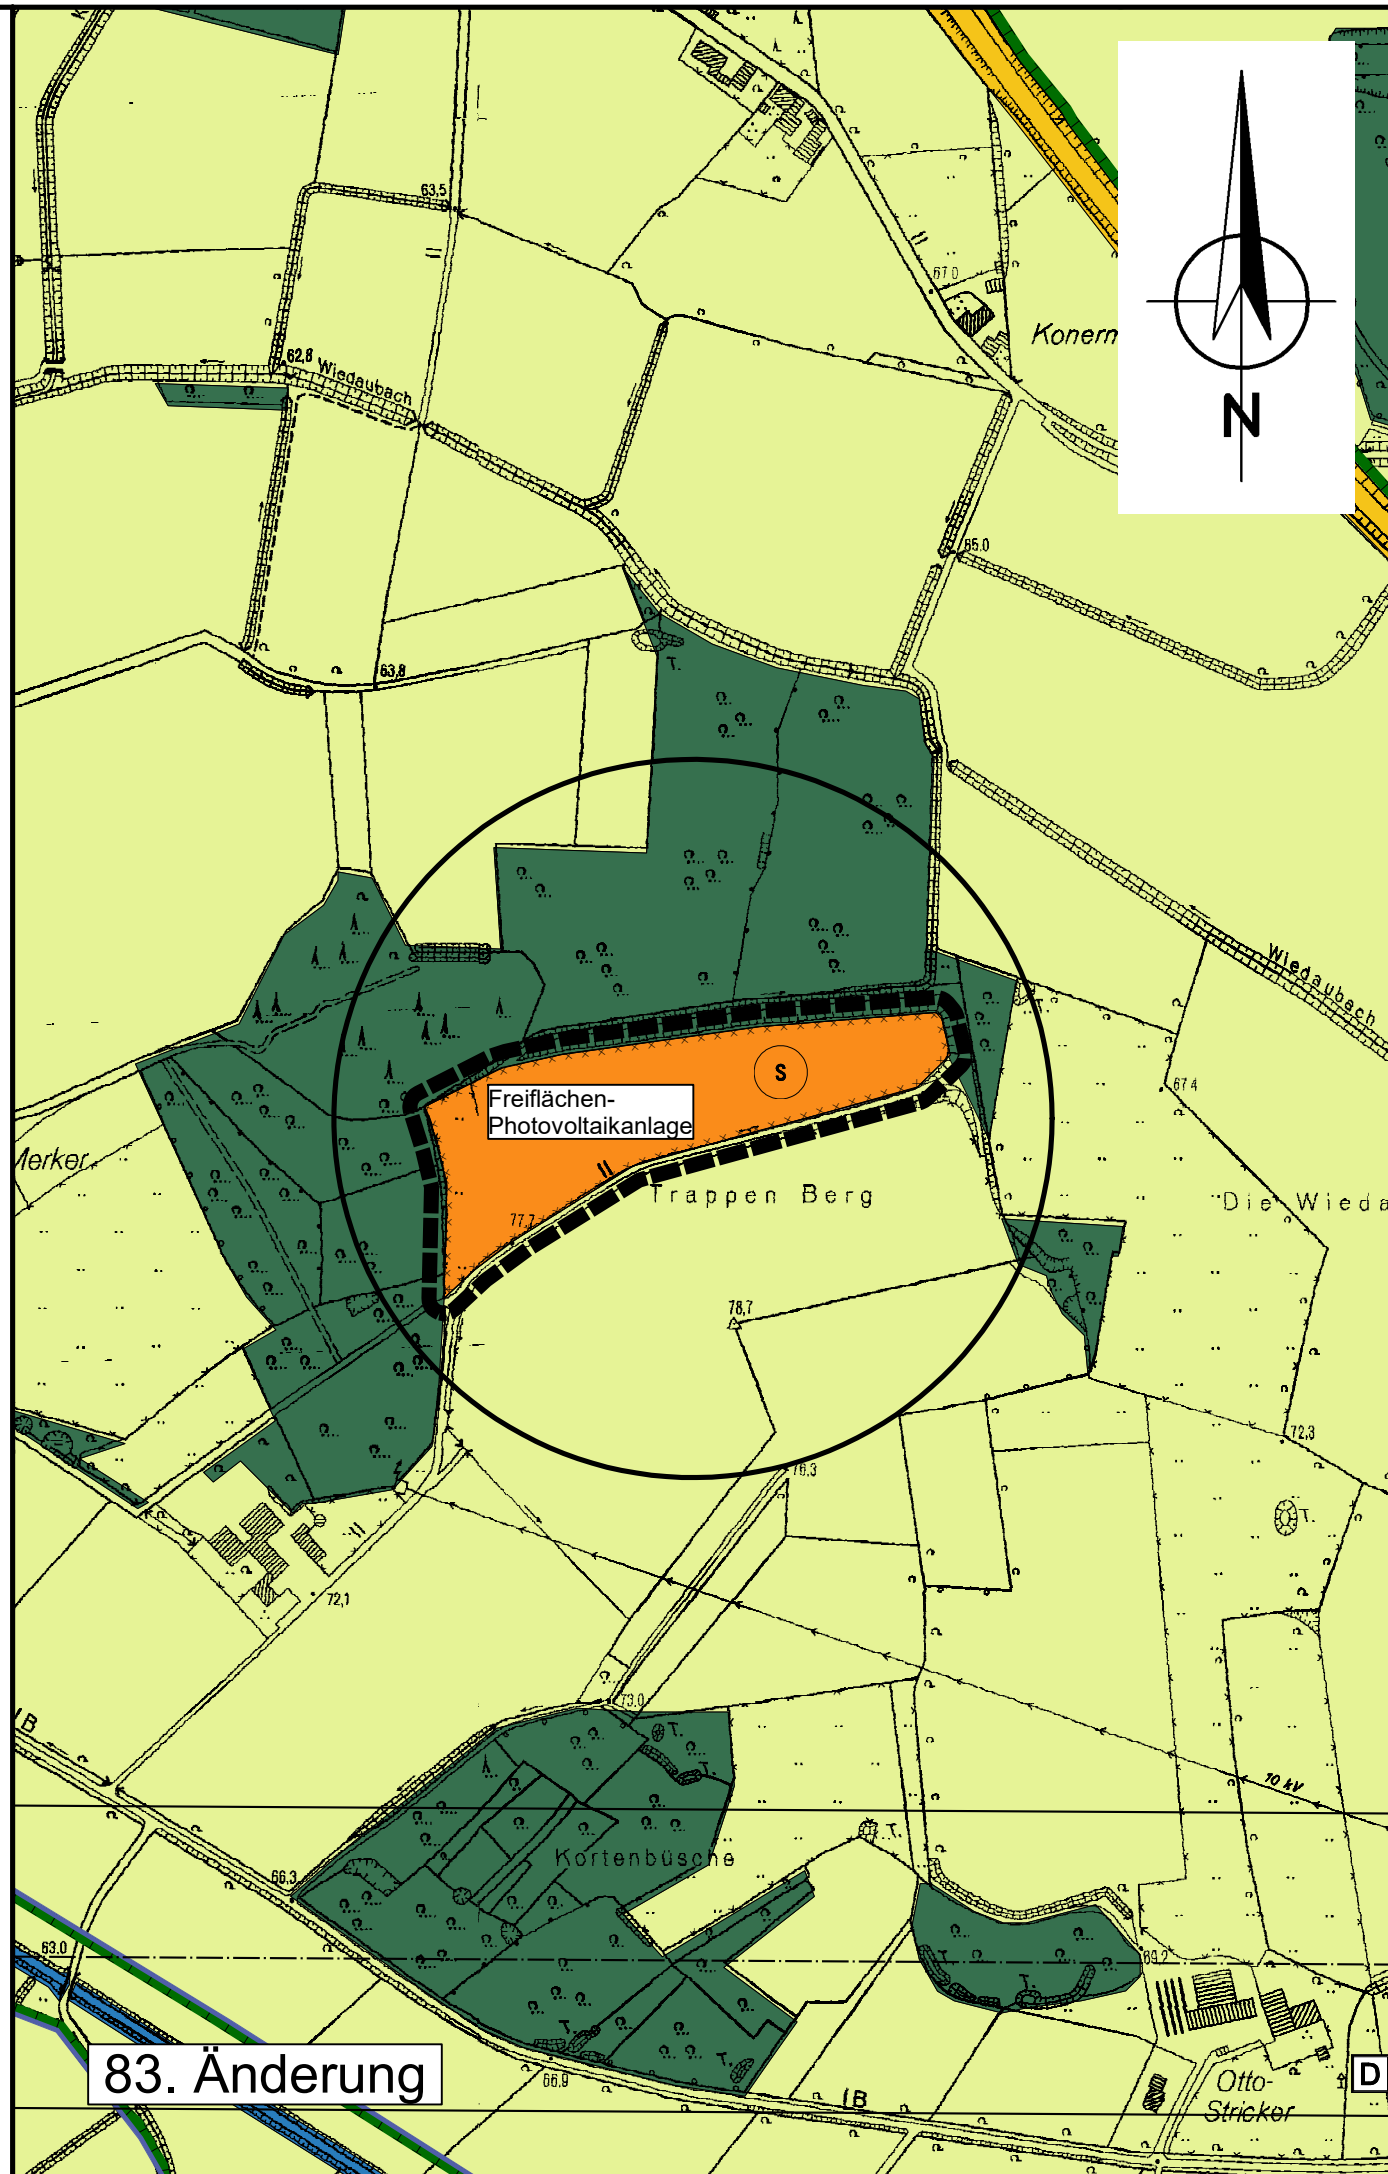 63,5
67.0
Konern
N
62,8
Wiedaubach
65.0
T.
63,8
Wiedaubach
T.
S
67.4
Freiflächen-
Photovoltaikanlage
Merker
Trappen Berg
Die Wieda
77.7
78,7
72,3
76,3
T.
72,1
73.0
IB
T.
T.
10 kV
T.
Kortenbüsche
66.3
63.0
69.2
T.
T.
T.
83. Änderung
T.
66,9
Otto-
Stricker
D
IB